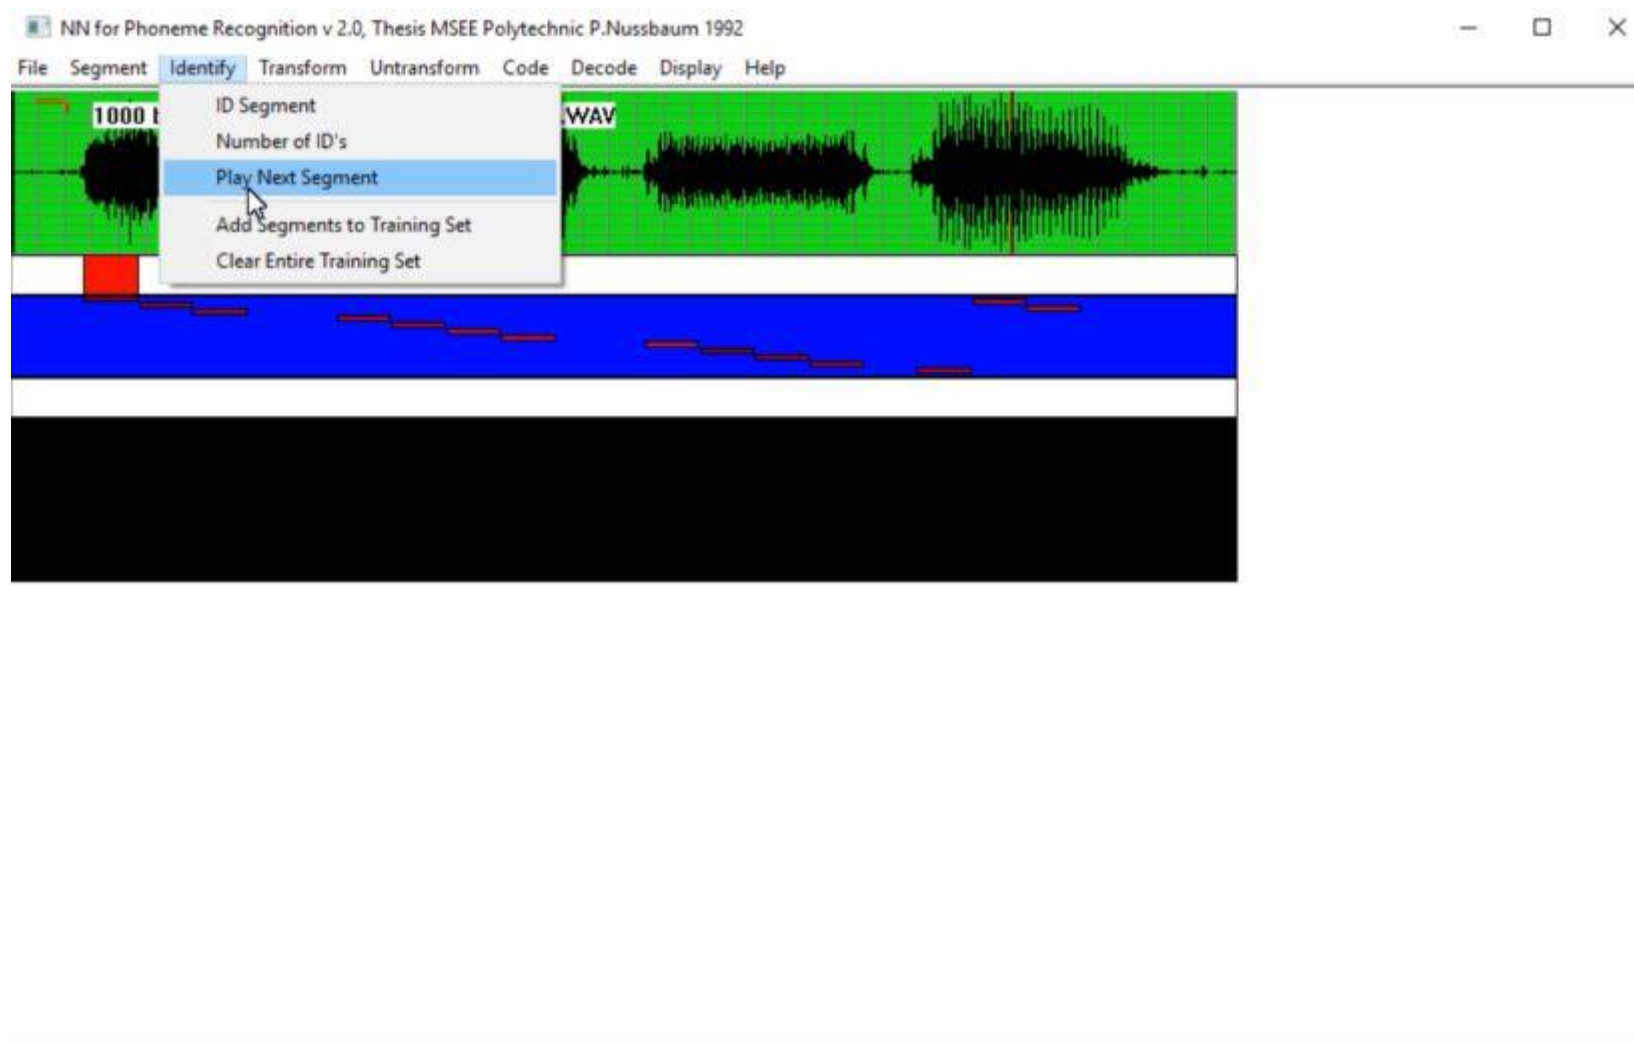 NN for Phoneme Recognition v 2.0, Thesis MSEE Polytechnic P.Nussbaum 1992
File Segment Identify Transform Untransform Code Decode Display Help
ID Segment
1000
.WAV
Number of ID's
Play Next Segment
Add Segments to Training Set
Clear Entire Training Set